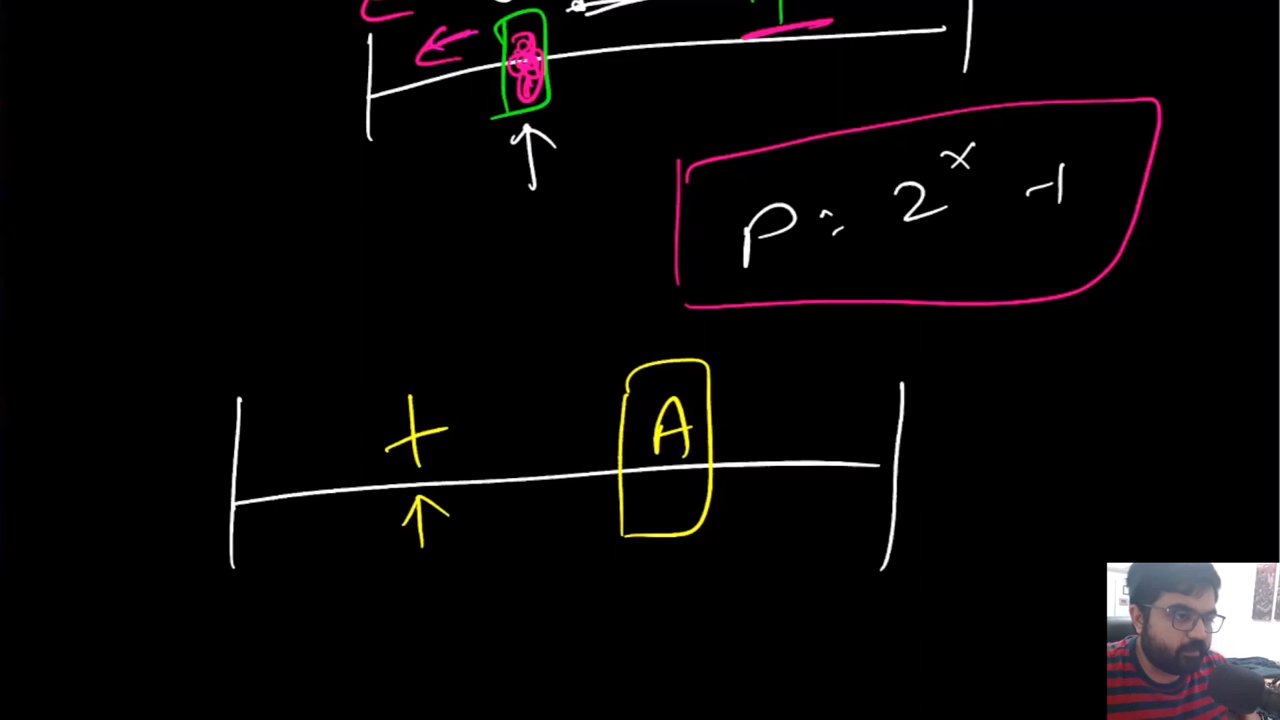 P = 2^x - 1
+ A